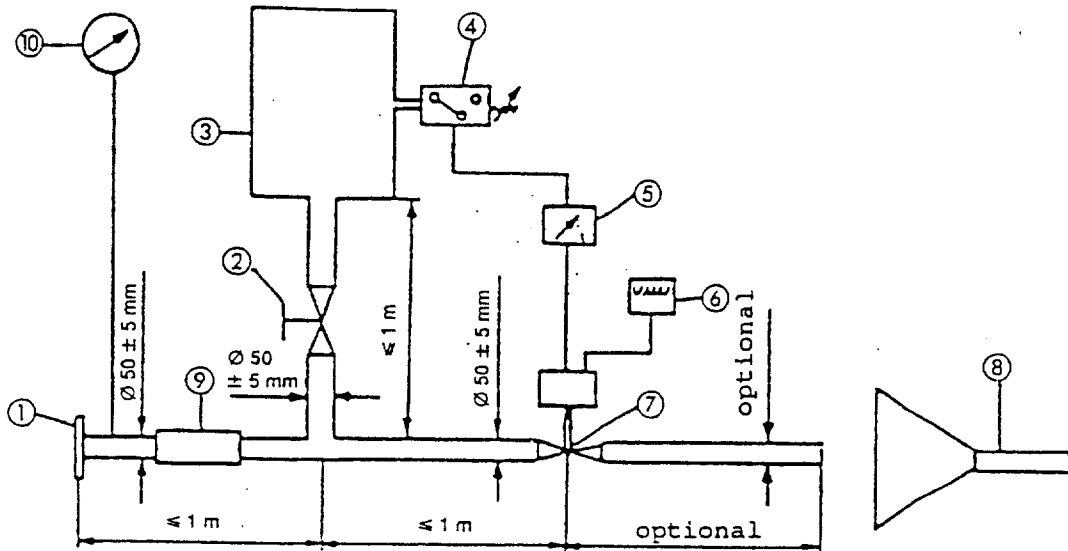 ⑩
④
③
⑤
②
⑥
Ø 50 ± 5 mm
Ø 50
± 5 mm
⩽ 1 m
Ø 50 ± 5 mm
optional
⑨
⑦
⑧
①
⩽ 1 m
⩽ 1 m
optional